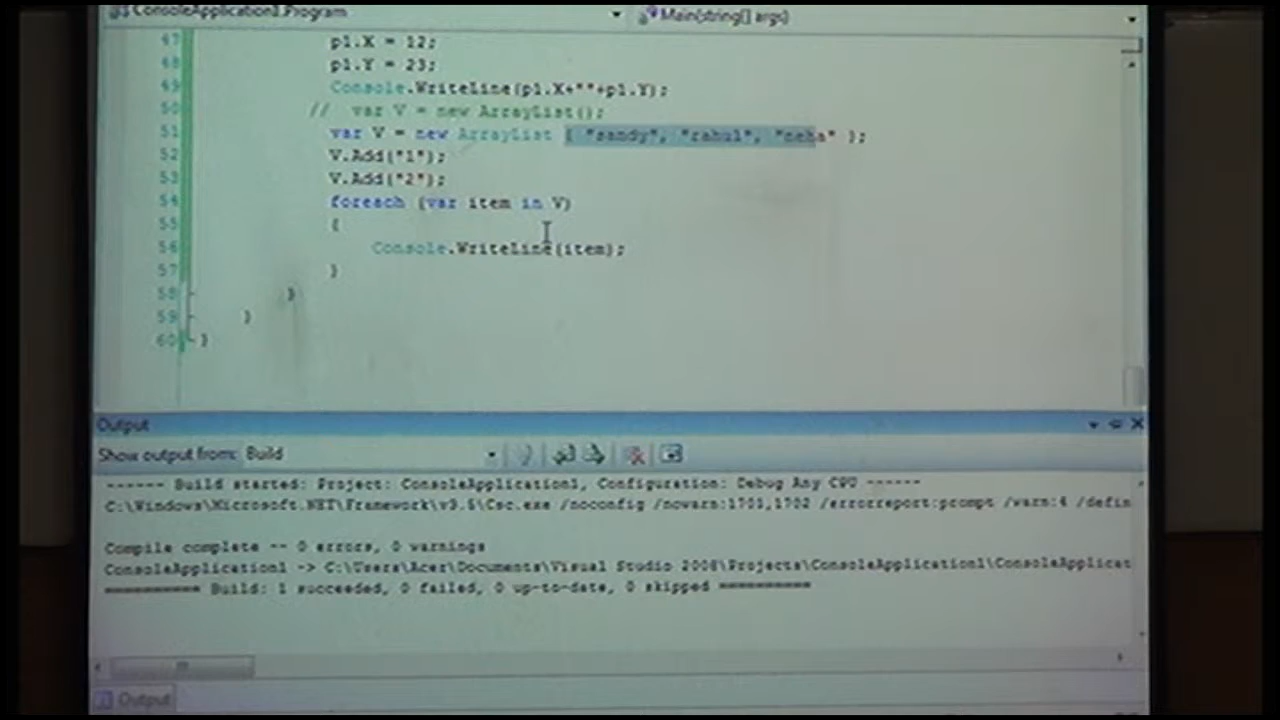 ConsoleApplication1.Program Main(string[] args)
47 p1.X = 12;
48 p1.Y = 23;
49 Console.WriteLine(p1.X+""+p1.Y);
50 // var V = new ArrayList();
51 var V = new ArrayList { "sandy", "rahul", "neha" };
52 V.Add("1");
53 V.Add("2");
54 foreach (var item in V)
55 {
56 Console.WriteLine(item);
57 }
58 }
59 }
60 }
Output
Show output from: Build
------ Build started: Project: ConsoleApplication1, Configuration: Debug Any CPU ------
C:\Windows\Microsoft.NET\Framework\v3.5\Csc.exe /noconfig /nowarn:1701,1702 /errorreport:prompt /warn:4 /defin
Compile complete -- 0 errors, 0 warnings
ConsoleApplication1 -> C:\Users\Acer\Documents\Visual Studio 2008\Projects\ConsoleApplication1\ConsoleApplicat
========== Build: 1 succeeded, 0 failed, 0 up-to-date, 0 skipped ==========
Output